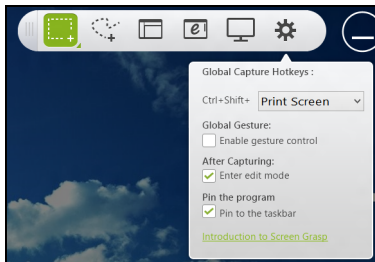 e
Global Capture Hotkeys :
Ctrl+Shift+ Print Screen
Global Gesture:
Enable gesture control
After Capturing:
Enter edit mode
Pin the program
Pin to the taskbar
Introduction to Screen Grasp